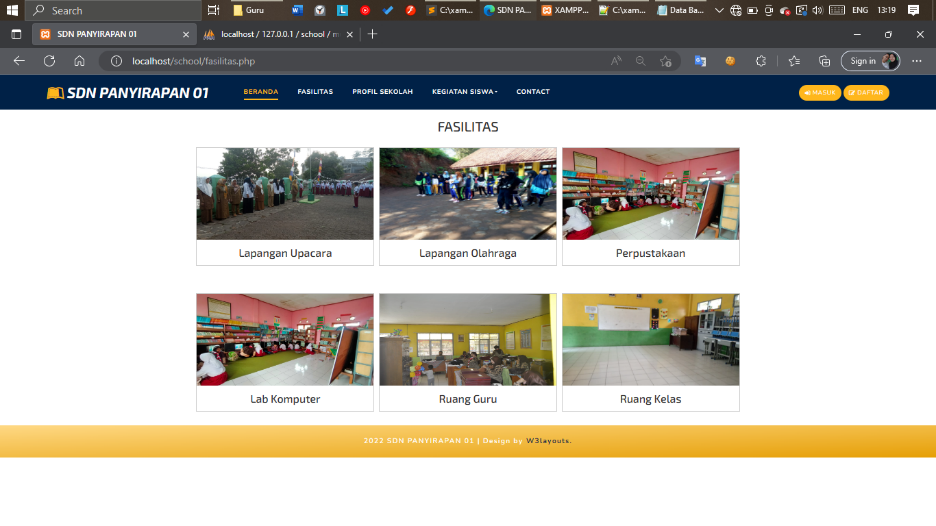 Search
Guru
C:\xam...
SDN PA...
XAMPP...
C:\xam...
Data Ba...
ENG
13:19
SDN PANYIRAPAN 01
localhost / 127.0.0.1 / school / m
localhost/school/fasilitas.php
Sign in
SDN PANYIRAPAN 01
BERANDA
FASILITAS
PROFIL SEKOLAH
KEGIATAN SISWA
CONTACT
MASUK
DAFTAR
FASILITAS
Lapangan Upacara
Lapangan Olahraga
Perpustakaan
Lab Komputer
Ruang Guru
Ruang Kelas
2022 SDN PANYIRAPAN 01 | Design by W3layouts.